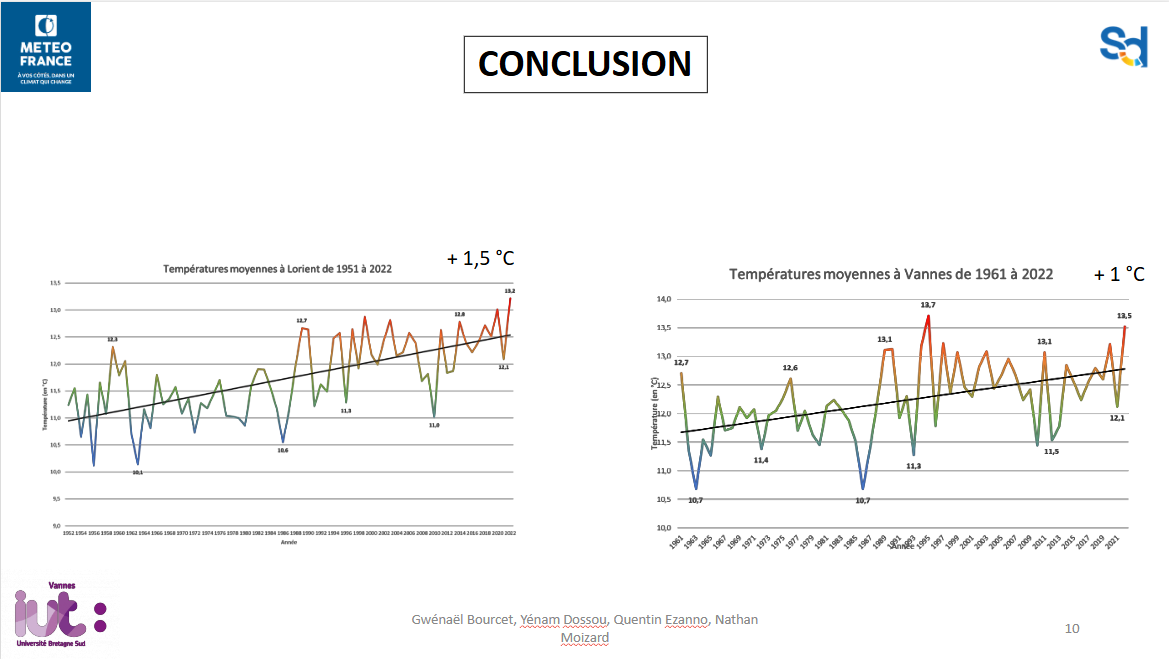 METEO
FRANCE
À VOS CÔTÉS, DANS UN
CLIMAT QUI CHANGE
CONCLUSION
Sd
+ 1,5 °C
Températures moyennes à Lorient de 1951 à 2022
13,5
13,0
12,5
12,0
11,5
11,0
10,5
10,0
9,5
9,0
Température (en °C)
12,3
10,1
10,6
12,7
11,3
11,0
12,8
13,2
12,1
1952 1954 1956 1958 1960 1962 1964 1966 1968 1970 1972 1974 1976 1978 1980 1982 1984 1986 1988 1990 1992 1994 1996 1998 2000 2002 2004 2006 2008 2010 2012 2014 2016 2018 2020 2022
Année
Températures moyennes à Vannes de 1961 à 2022
+ 1 °C
14,0
13,5
13,0
12,5
12,0
11,5
11,0
10,5
10,0
Température (en °C)
12,7
10,7
11,4
12,6
10,7
13,1
11,3
13,7
13,1
11,5
12,1
13,5
1961 1963 1965 1967 1969 1971 1973 1975 1977 1979 1981 1983 1985 1987 1989 1991 1993 1995 1997 1999 2001 2003 2005 2007 2009 2011 2013 2015 2017 2019 2021
Année
Vannes
iut:
Université Bretagne Sud
Gwénaël Bourcet, Yénam Dossou, Quentin Ezanno, Nathan
Moizard
10